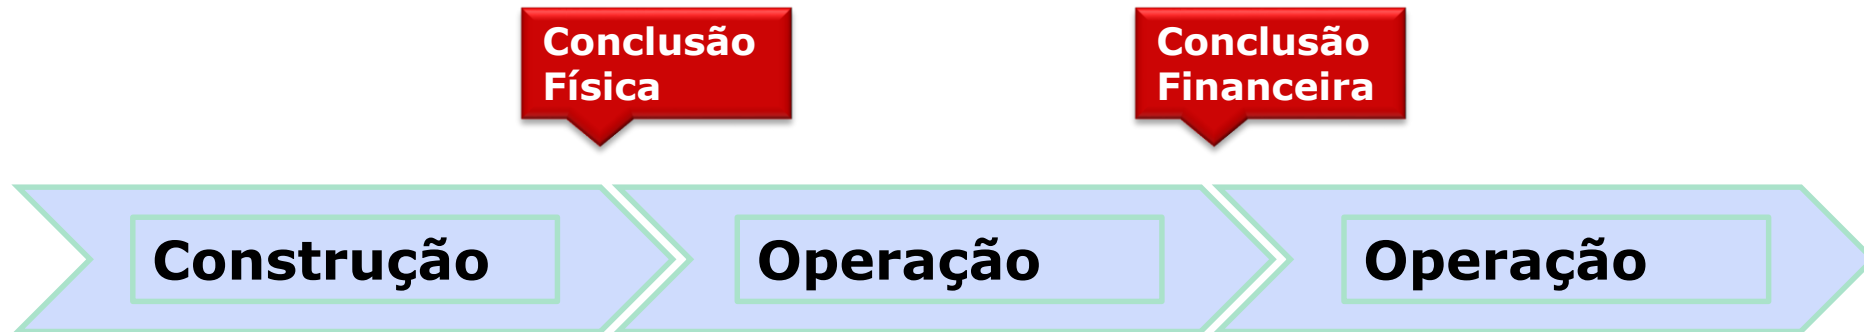 Conclusão
Física
Conclusão
Financeira
Construção
Operação
Operação